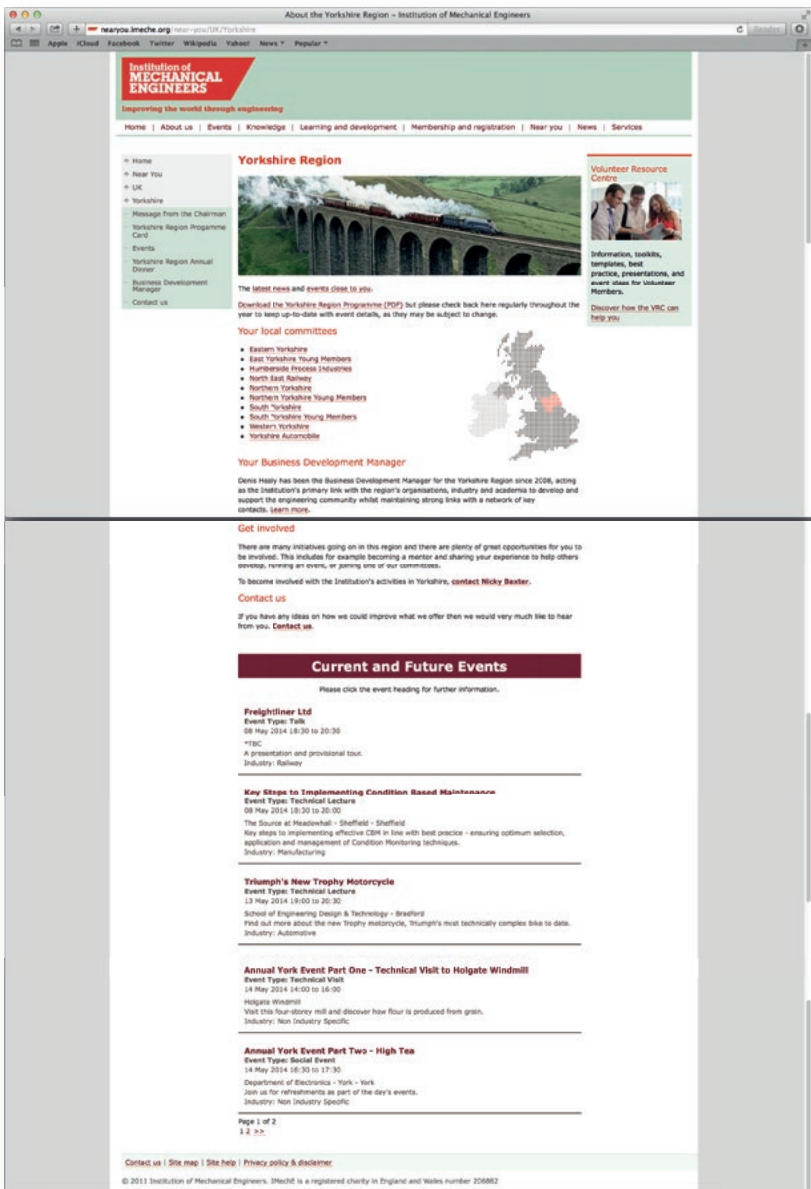 About the Yorkshire Region – Institution of Mechanical Engineers
nearyou.imeche.org/near-you/UK/Yorkshire
Reader
Apple iCloud Facebook Twitter Wikipedia Yahoo! News Popular
Institution of
MECHANICAL
ENGINEERS
Improving the world through engineering
Home | About us | Events | Knowledge | Learning and development | Membership and registration | Near you | News | Services
Home
Near You
UK
Yorkshire
Message from the Chairman
Yorkshire Region Progamme
Card
Events
Yorkshire Region Annual
Dinner
Business Development
Manager
Contact us
Yorkshire Region
The latest news and events close to you.
Download the Yorkshire Region Programme (PDF) but please check back here regularly throughout the
year to keep up-to-date with event details, as they may be subject to change.
Your local committees
Eastern Yorkshire
East Yorkshire Young Members
Humberside Process Industries
North East Railway
Northern Yorkshire
Northern Yorkshire Young Members
South Yorkshire
South Yorkshire Young Members
Western Yorkshire
Yorkshire Automobile
Your Business Development Manager
Denis Healy has been the Business Development Manager for the Yorkshire Region since 2008, acting
as the Institution's primary link with the region's organisations, industry and academia to develop and
support the engineering community whilst maintaining strong links with a network of key
contacs. Learn more.
Volunteer Resource
Centre
Information, toolkits,
templates, best
practice, presentations, and
event ideas for Volunteer
Members.
Discover how the VRC can
help you
Get involved
There are many initiatives going on in this region and there are plenty of great opportunities for you to
be involved. This includes for example becoming a mentor and sharing your experience to help others
develop, running an event, or joining one of our committees.
To become involved with the Institution's activities in Yorkshire, contact Nicky Baxter.
Contact us
If you have any ideas on how we could improve what we offer then we would very much like to hear
from you. Contact us.
Current and Future Events
Please click the event heading for further information.
Freightliner Ltd
Event Type: Talk
08 May 2014 18:30 to 20:30
*TBC
A presentation and provisional tour.
Industry: Railway
Key Steps to Implementing Condition Based Maintenance
Event Type: Technical Lecture
08 May 2014 18:30 to 20:00
The Source at Meadowhall - Sheffield - Sheffield
Key steps to implementing effective CBM in line with best pracice - ensuring optimum selection,
application and management of Condition Monitoring techniques.
Industry: Manufacturing
Triumph's New Trophy Motorcycle
Event Type: Technical Lecture
13 May 2014 19:00 to 20:30
School of Engineering Design & Technology - Bradford
Find out more about the new Trophy motorcycle, Triumph's most technically complex bike to date.
Industry: Automotive
Annual York Event Part One - Technical Visit to Holgate Windmill
Event Type: Technical Visit
14 May 2014 14:00 to 16:00
Holgate Windmill
Visit this four-storey mill and discover how flour is produced from grain.
Industry: Non Industry Specific
Annual York Event Part Two - High Tea
Event Type: Social Event
14 May 2014 16:30 to 17:30
Department of Electronics - York - York
Join us for refreshments as part of the day's events.
Industry: Non Industry Specific
Page 1 of 2
1 2 >>
Contact us | Site map | Site help | Privacy policy & disclaimer
© 2011 Institution of Mechanical Engineers. IMechE is a registered charity in England and Wales number 206882